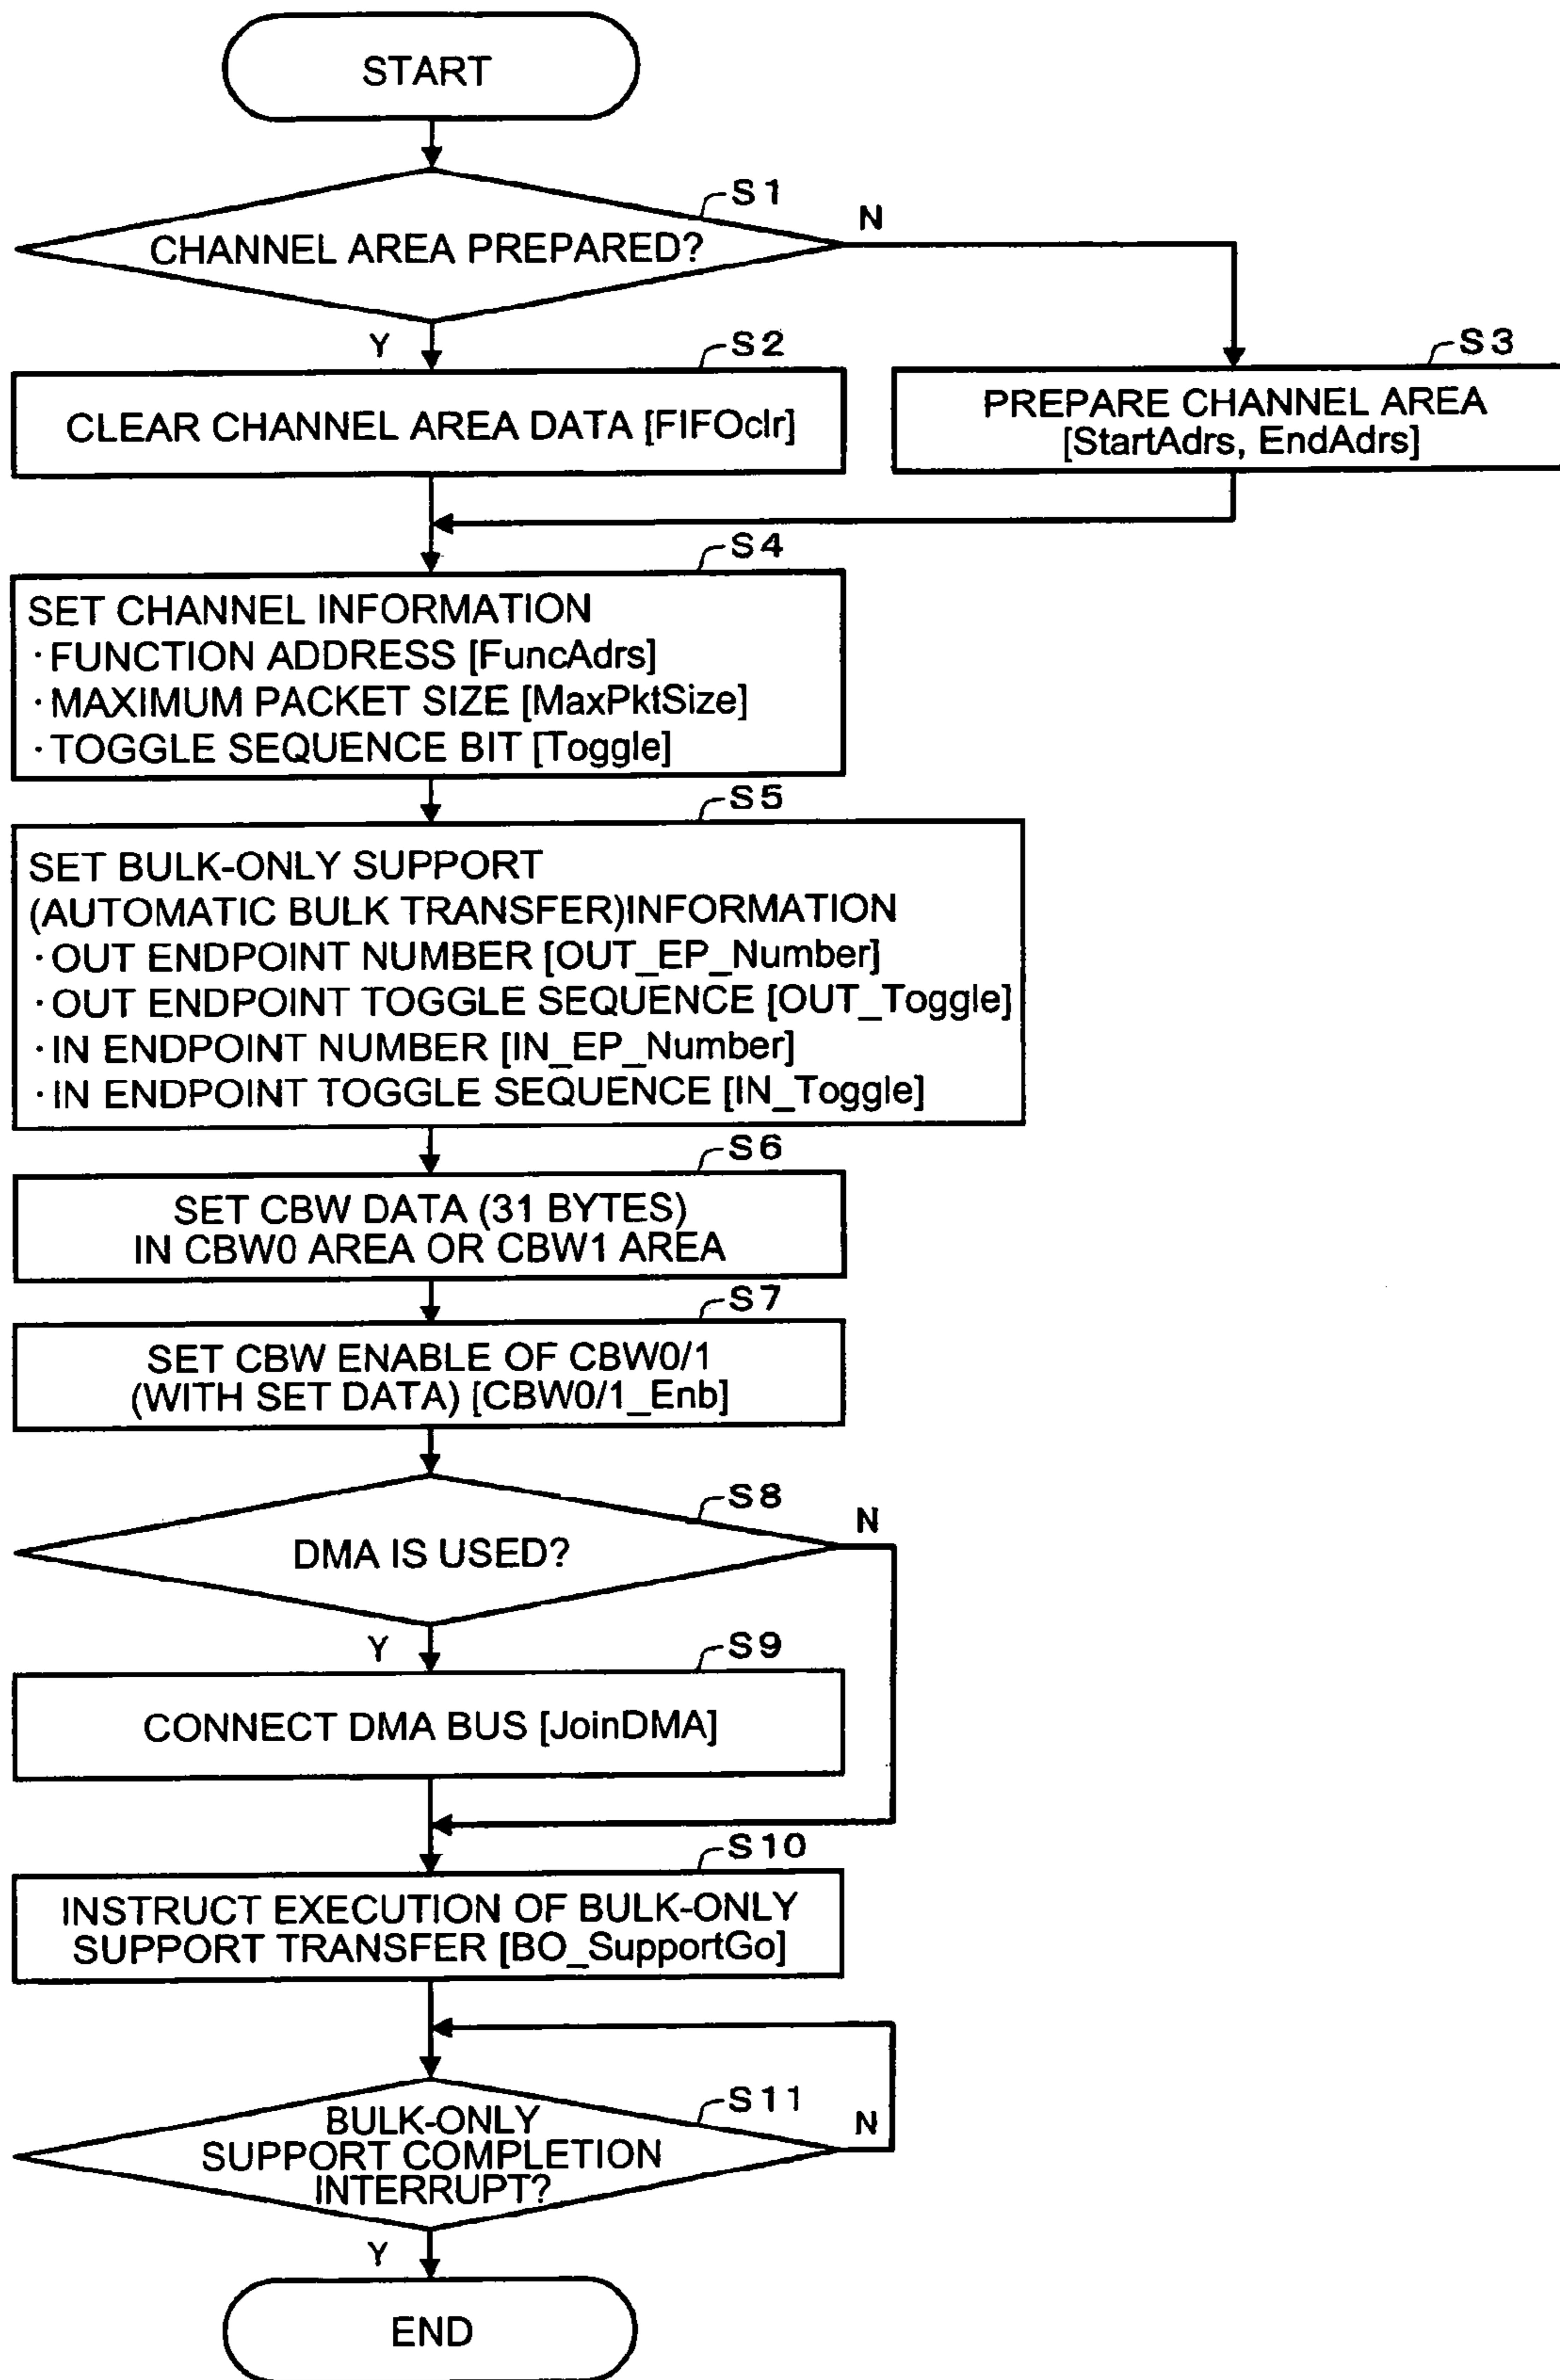 START
S1
CHANNEL AREA PREPARED?
N
Y
S2
CLEAR CHANNEL AREA DATA [FIFOclr]
S3
PREPARE CHANNEL AREA
[StartAdrs, EndAdrs]
S4
SET CHANNEL INFORMATION
· FUNCTION ADDRESS [FuncAdrs]
· MAXIMUM PACKET SIZE [MaxPktSize]
· TOGGLE SEQUENCE BIT [Toggle]
S5
SET BULK-ONLY SUPPORT
(AUTOMATIC BULK TRANSFER)INFORMATION
· OUT ENDPOINT NUMBER [OUT_EP_Number]
· OUT ENDPOINT TOGGLE SEQUENCE [OUT_Toggle]
· IN ENDPOINT NUMBER [IN_EP_Number]
· IN ENDPOINT TOGGLE SEQUENCE [IN_Toggle]
S6
SET CBW DATA (31 BYTES)
IN CBW0 AREA OR CBW1 AREA
S7
SET CBW ENABLE OF CBW0/1
(WITH SET DATA) [CBW0/1_Enb]
S8
DMA IS USED?
N
Y
S9
CONNECT DMA BUS [JoinDMA]
S10
INSTRUCT EXECUTION OF BULK-ONLY
SUPPORT TRANSFER [BO_SupportGo]
S11
BULK-ONLY
SUPPORT COMPLETION
INTERRUPT?
N
Y
END